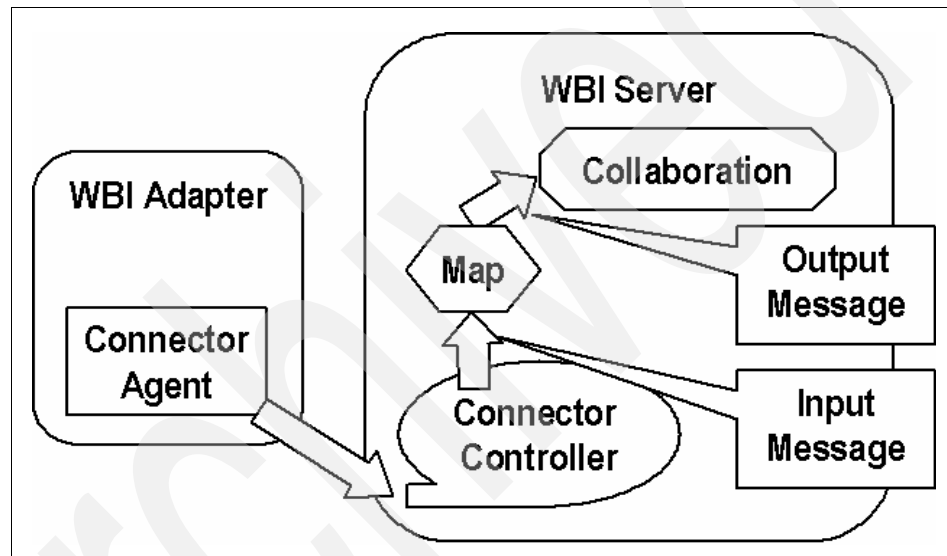 WBI Server
Collaboration
WBI Adapter
Map
Output
Message
Connector
Agent
Connector
Controller
Input
Message